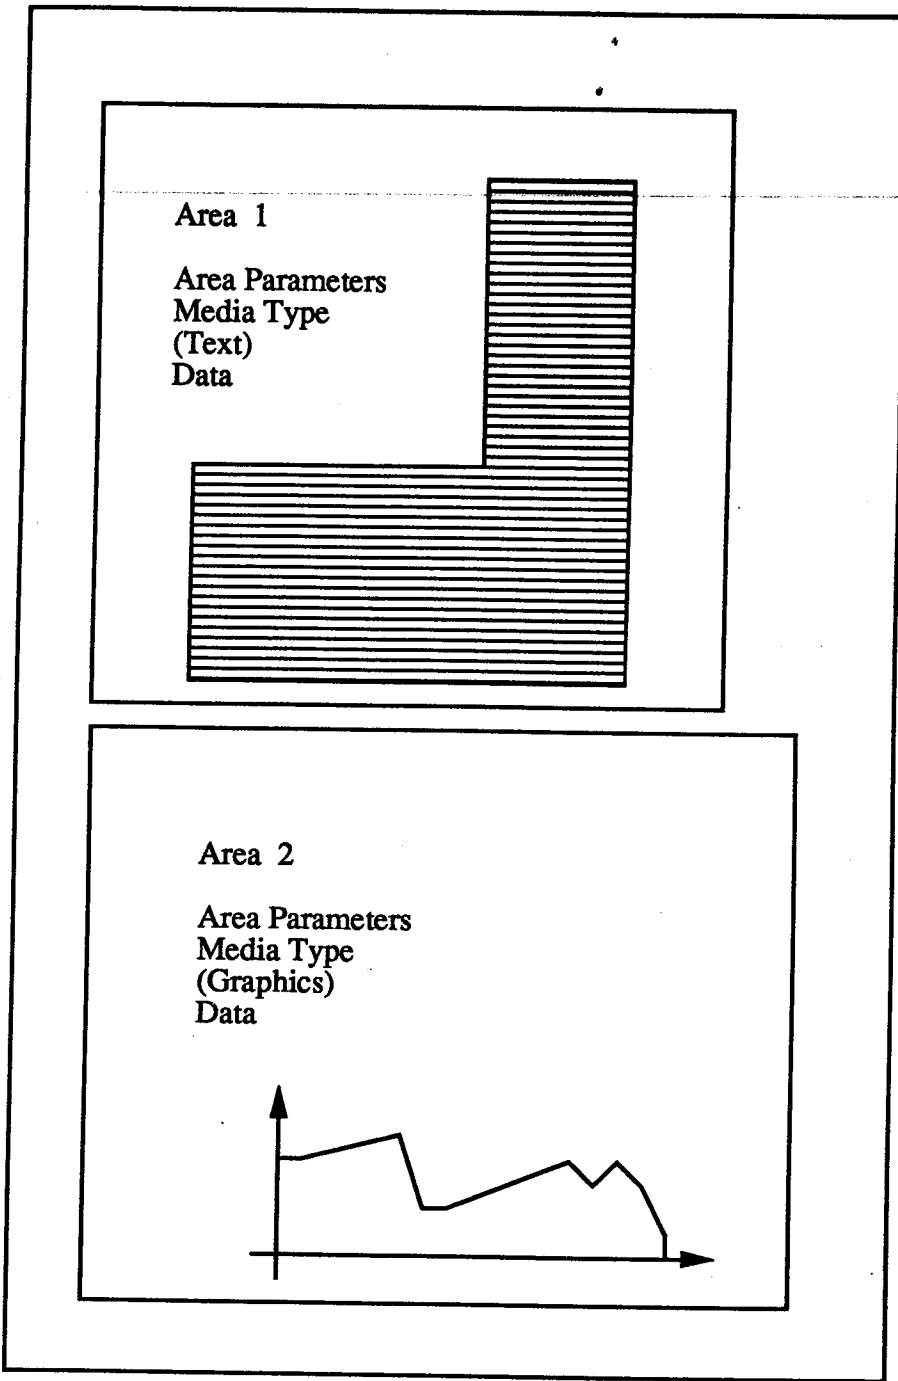 Area 1
Area Parameters
Media Type
(Text)
Data
Area 2
Area Parameters
Media Type
(Graphics)
Data